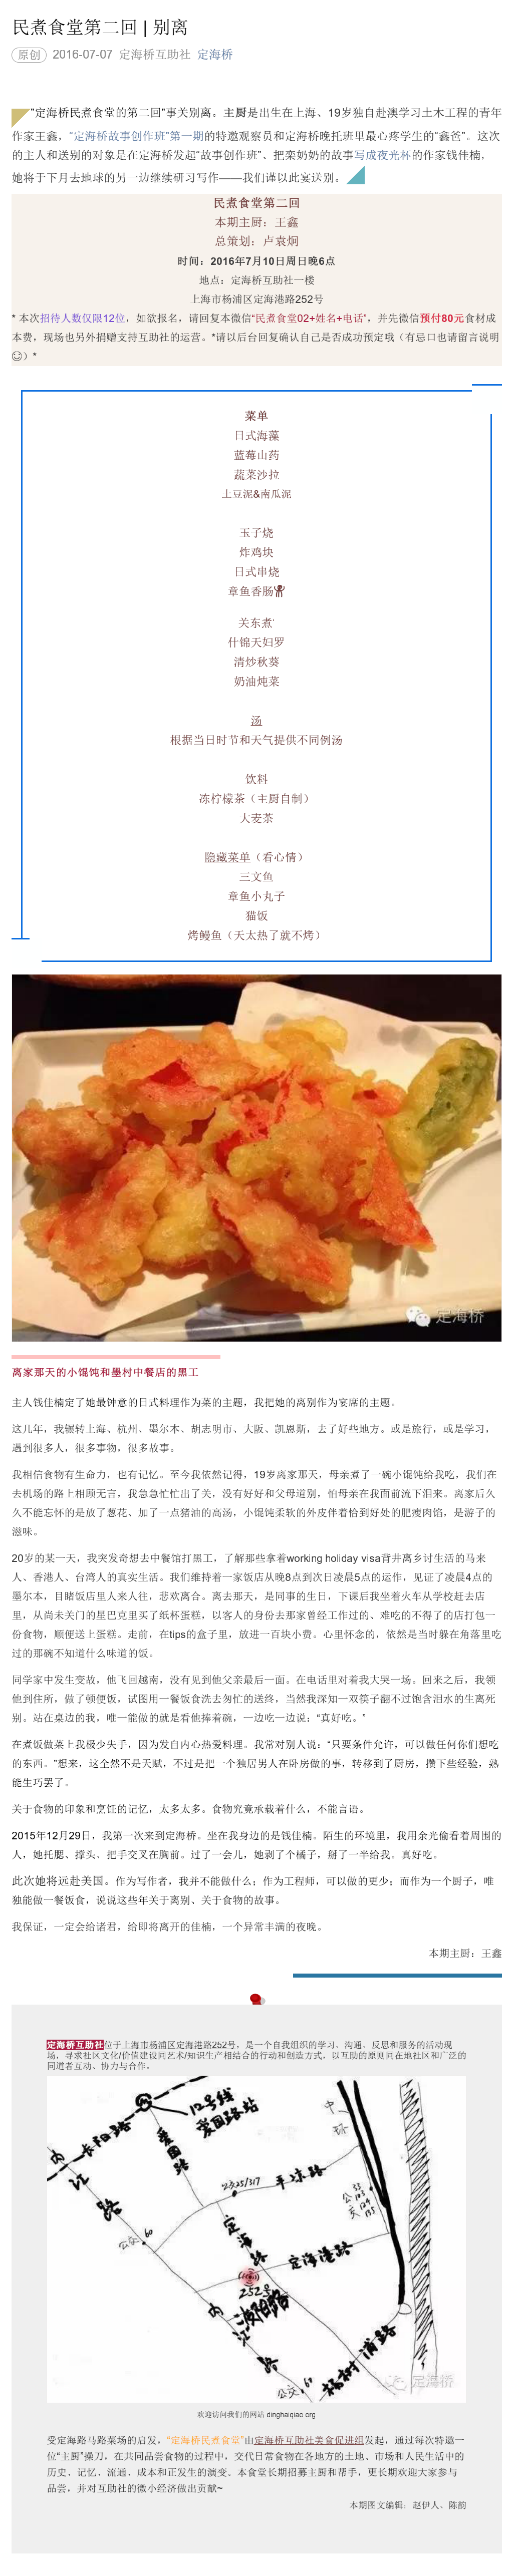 民煮食堂第二回 | 别离
原创 2016-07-07 定海桥互助社 定海桥
"定海桥民煮食堂的第二回"事关别离。主厨是出生在上海、19岁独自赴澳学习土木工程的青年
作家王鑫，"定海桥故事创作班"第一期的特邀观察员和定海桥晚托班里最心疼学生的"鑫爸"。这次
的主人和送别的对象是在定海桥发起"故事创作班"、把亲奶奶的故事写成夜光杯的作家钱佳楠，
她将于下月去地球的另一边继续研习写作——我们谨以此宴送别。
民煮食堂第二回
本期主厨：王鑫
总策划：卢袁炯
时间：2016年7月10日周日晚6点
地点：定海桥互助社一楼
上海市杨浦区定海港路252号
* 本次招待人数仅限12位，如欲报名，请回复本微信"民煮食堂02+姓名+电话"，并先微信预付80元食材成
本费，现场也另外捐赠支持互助社的运营。*请以后台回复确认自己是否成功预定哦（有忌口也请留言说明
）*
菜单
日式海藻
蓝莓山药
蔬菜沙拉
土豆泥&南瓜泥
玉子烧
炸鸡块
日式串烧
章鱼香肠
关东煮'
什锦天妇罗
清炒秋葵
奶油炖菜
汤
根据当日时节和天气提供不同例汤
饮料
冻柠檬茶（主厨自制）
大麦茶
隐藏菜单（看心情）
三文鱼
章鱼小丸子
猫饭
烤鳗鱼（天太热了就不烤）
定海桥
离家那天的小馄饨和墨村中餐店的黑工
主人钱佳楠定了她最钟意的日式料理作为菜的主题，我把她的离别作为宴席的主题。
这几年，我辗转上海、杭州、墨尔本、胡志明市、大阪、凯恩斯，去了好些地方。或是旅行，或是学习，
遇到很多人，很多事物，很多故事。
我相信食物有生命力，也有记忆。至今我依然记得，19岁离家那天，母亲煮了一碗小馄饨给我吃，我们在
去机场的路上相顾无言，我急急忙忙出了关，没有好好和父母道别，怕母亲在我面前流下泪来。离家后久
久不能忘怀的是放了葱花、加了一点猪油的高汤，小馄饨柔软的外皮伴着恰到好处的肥瘦肉馅，是游子的
滋味。
20岁的某一天，我突发奇想去中餐馆打黑工，了解那些拿着working holiday visa背井离乡讨生活的马来
人、香港人、台湾人的真实生活。我们维持着一家饭店从晚8点到次日凌晨5点的运作，见证了凌晨4点的
墨尔本，目睹饭店里人来人往，悲欢离合。离去那天，是同事的生日，下课后我坐着火车从学校赶去店
里，从尚未关门的星巴克里买了纸杯蛋糕，以客人的身份去那家曾经工作过的、难吃的不得了的店打包一
份食物，顺便送上蛋糕。走前，在tips的盒子里，放进一百块小费。心里怀念的，依然是当时躲在角落里吃
过的那碗不知道什么味道的饭。
同学家中发生变故，他飞回越南，没有见到他父亲最后一面。在电话里对着我大哭一场。回来之后，我领
他到住所，做了顿便饭，试图用一餐饭食洗去匆忙的送终，当然我深知一双筷子翻不过饱含泪水的生离死
别。站在桌边的我，唯一能做的就是看他捧着碗，一边吃一边说："真好吃。"
在煮饭做菜上我极少失手，因为发自内心热爱料理。我常对别人说："只要条件允许，可以做任何你们想吃
的东西。"想来，这全然不是天赋，不过是把一个独居男人在卧房做的事，转移到了厨房，攒下些经验，熟
能生巧罢了。
关于食物的印象和烹饪的记忆，太多太多。食物究竟承载着什么，不能言语。
2015年12月29日，我第一次来到定海桥。坐在我身边的是钱佳楠。陌生的环境里，我用余光偷看着周围的
人，她托腮、撑头、把手交叉在胸前。过了一会儿，她剥了个橘子，掰了一半给我。真好吃。
此次她将远赴美国。作为写作者，我并不能做什么；作为工程师，可以做的更少；而作为一个厨子，唯
独能做一餐饭食，说说这些年关于离别、关于食物的故事。
我保证，一定会给诸君，给即将离开的佳楠，一个异常丰满的夜晚。
本期主厨：王鑫
定海桥互助社位于上海市杨浦区定海港路252号，是一个自我组织的学习、沟通、反思和服务的活动现
场，寻求社区文化/价值建设同艺术/知识生产相结合的行动和创造方式，以互助的原则同在地社区和广泛的
同道者互动、协力与合作。
12号线
爱国路站
爱国路
长阳路
内江路
中环
平凉路
定海港路
252号
公交
定海桥
欢迎访问我们的网站 dinghaiqiao.org
受定海路马路菜场的启发，"定海桥民煮食堂"由定海桥互助社美食促进组发起，通过每次特邀一
位"主厨"操刀，在共同品尝食物的过程中，交代日常食物在各地方的土地、市场和人民生活中的
历史、记忆、流通、成本和正发生的演变。本食堂长期招募主厨和帮手，更长期欢迎大家参与
品尝，并对互助社的微小经济做出贡献~
本期图文编辑：赵伊人、陈韵